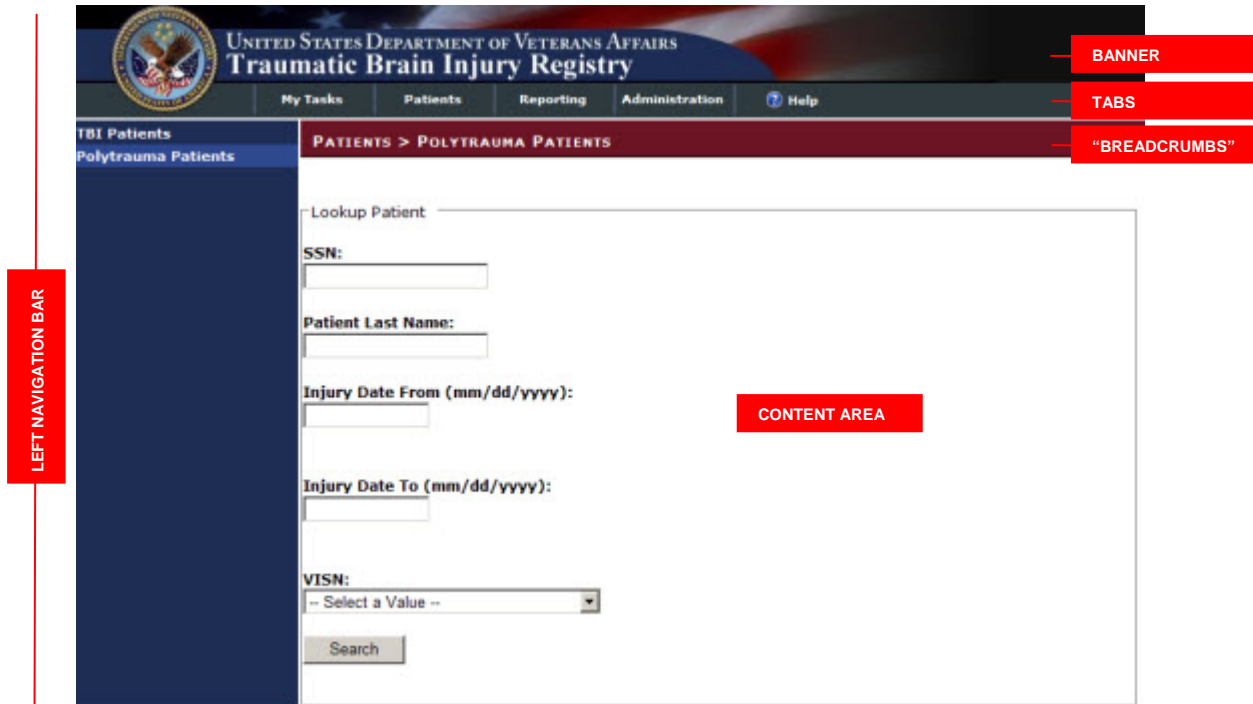 UNITED STATES DEPARTMENT OF VETERANS AFFAIRS
Traumatic Brain Injury Registry
BANNER
My Tasks Patients Reporting Administration ? Help
TABS
TBI Patients
Polytrauma Patients
PATIENTS > POLYTRAUMA PATIENTS
“BREADCRUMBS”
Lookup Patient
SSN:
Patient Last Name:
Injury Date From (mm/dd/yyyy):
CONTENT AREA
LEFT NAVIGATION BAR
Injury Date To (mm/dd/yyyy):
VISN:
-- Select a Value --
Search